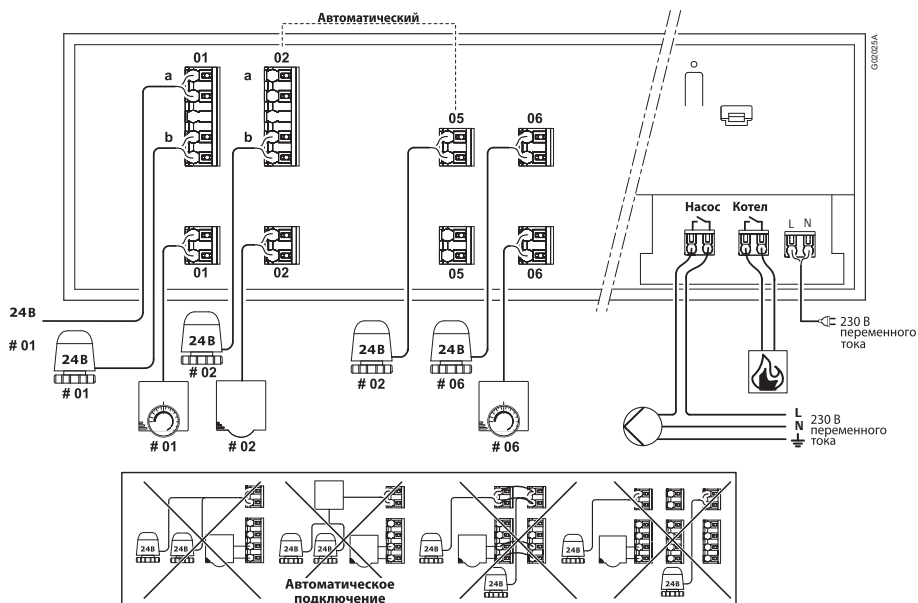 Автоматический
G02025A
01 02
a a
05 06
b b
Насос Котел
L N
01 02 05 06
24В
# 01
24В
# 01
24В
# 02
24В
# 02
24В
# 06
230 В
переменного
тока
# 01
# 02
# 06
L
N
230 В
переменного
тока
24В 24В
24В 24В
24В
24В
24В
24В
Автоматическое
подключение